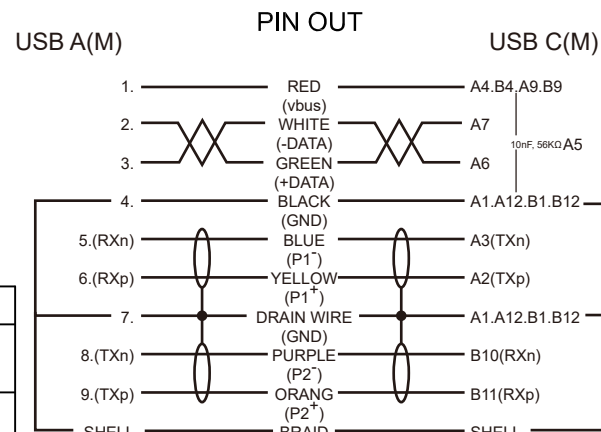 PIN OUT
USB A(M) USB C(M)
1. RED A4.B4.A9.B9
(vbus)
2. WHITE A7
(-DATA) 10nF, 56KΩ A5
3. GREEN A6
(+DATA)
4. BLACK A1.A12.B1.B12
(GND)
5.(RXn) BLUE A3(TXn)
(P1-)
6.(RXp) YELLOW A2(TXp)
(P1+)
7. DRAIN WIRE A1.A12.B1.B12
(GND)
8.(TXn) PURPLE B10(RXn)
(P2-)
9.(TXp) ORANG B11(RXp)
(P2+)
SHELL BRAID SHELL